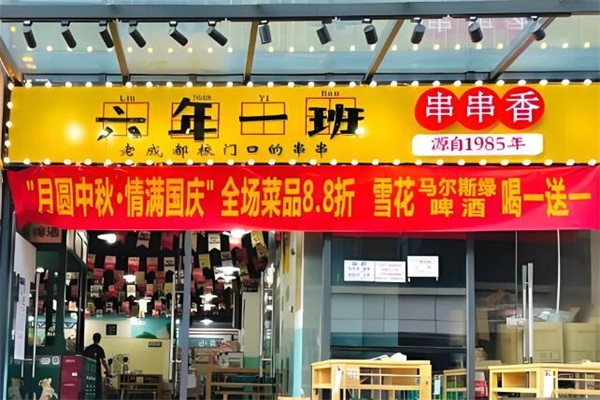 Liu Nian Yi Ban
六年一班
老成都校门口的串串
串串香
源自1985年
"月圆中秋·情满国庆"全场菜品8.8折 雪花马尔斯绿啤酒 喝一送一
啤酒